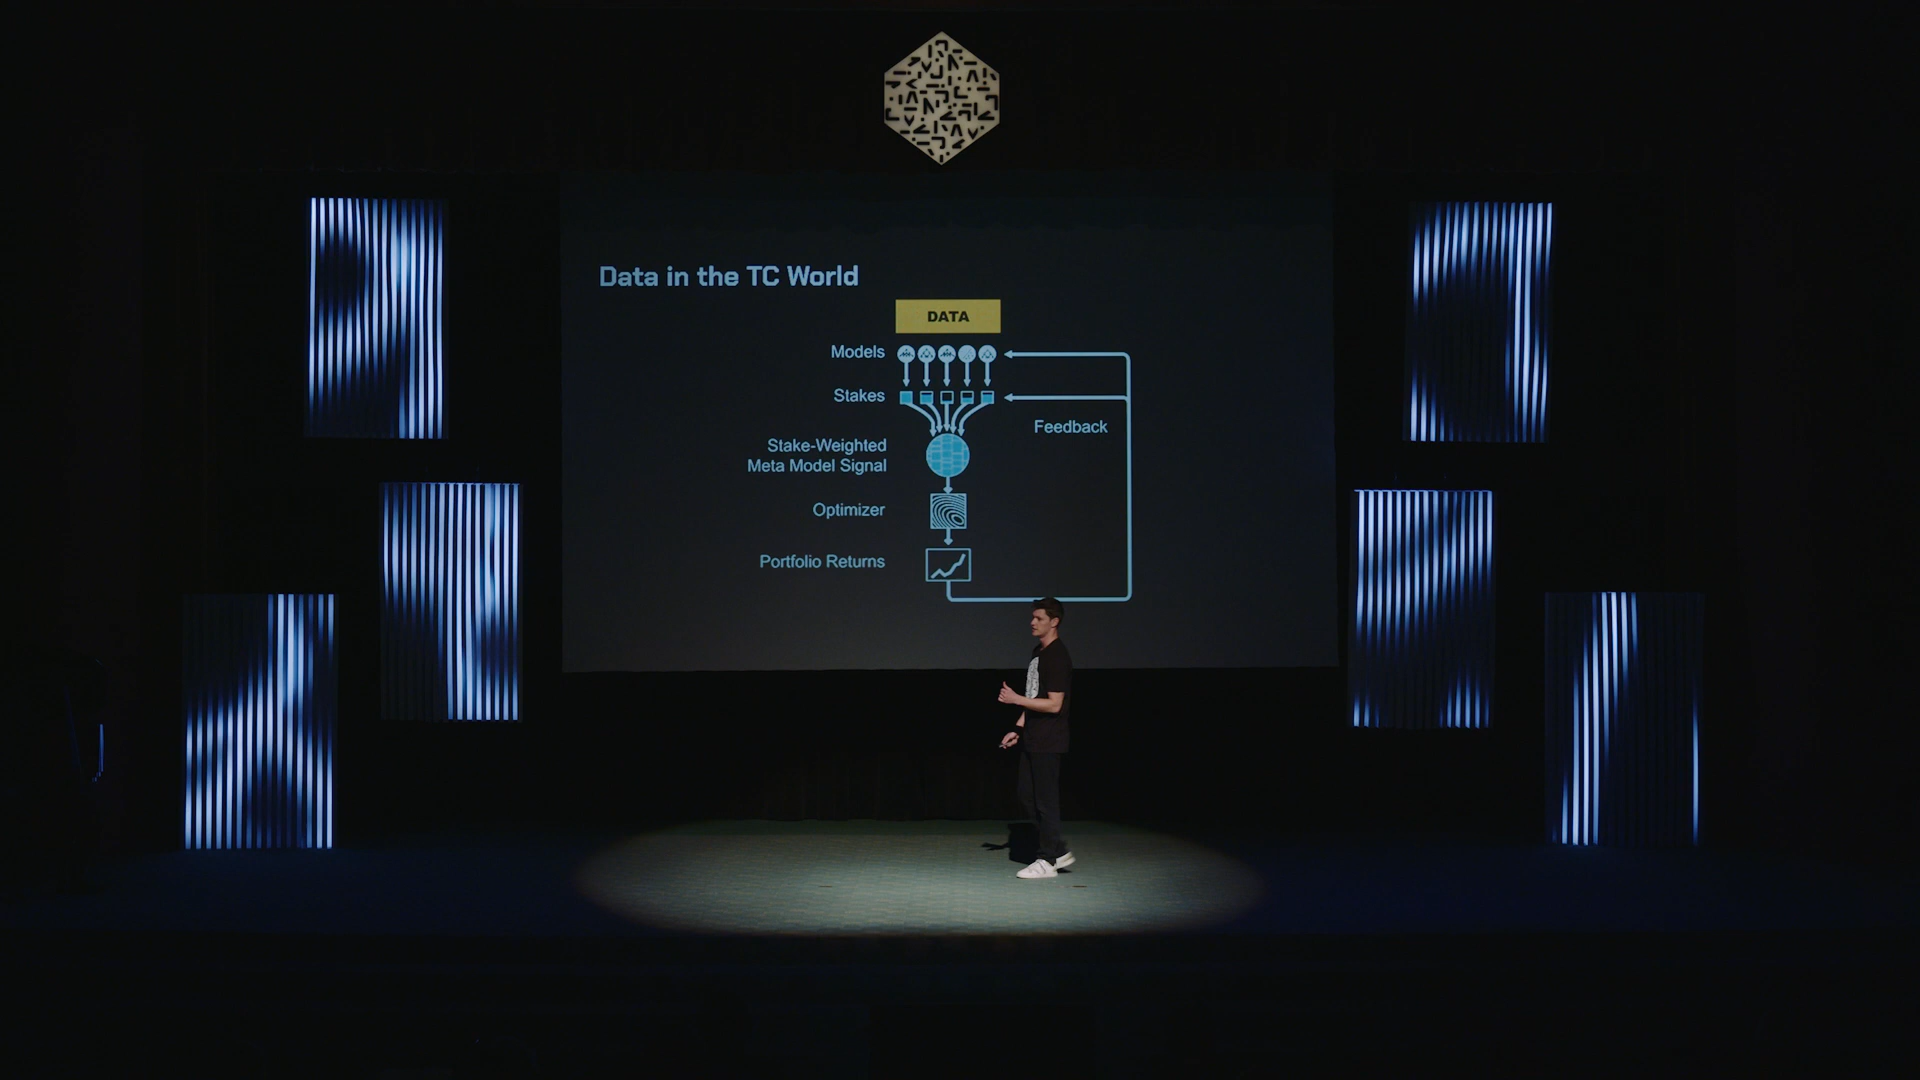 Data in the TC World
DATA
Models
Stakes
Feedback
Stake-Weighted
Meta Model Signal
Optimizer
Portfolio Returns